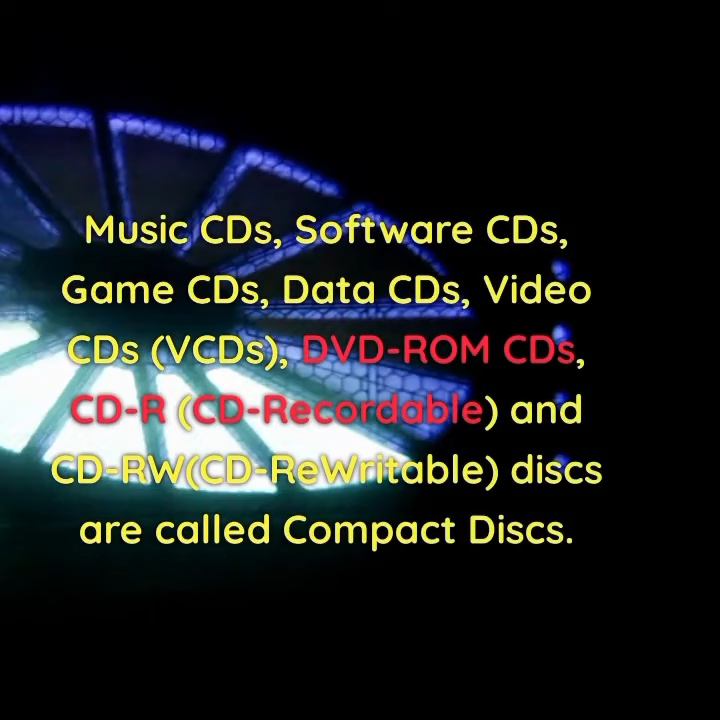 Music CDs, Software CDs,
Game CDs, Data CDs, Video
CDs (VCDs), DVD-ROM CDs,
CD-R (CD-Recordable) and
CD-RW(CD-ReWritable) discs
are called Compact Discs.